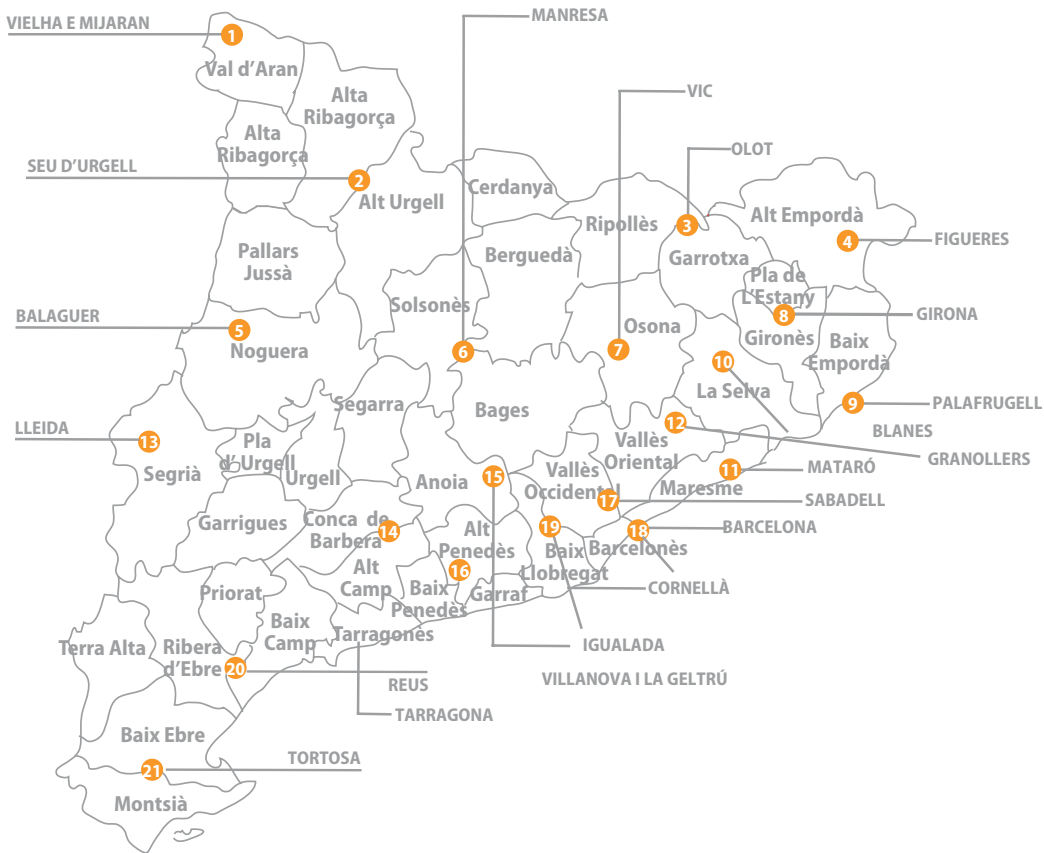 MANRESA
VIELHA E MIJARAN
1
Val d'Aran
VIC
Alta
Ribagorça
Alta
Ribagorça
OLOT
SEU D'URGELL
2
Alt Urgell
Cerdanya
Ripollès
3
Alt Empordà
4
FIGUERES
Pallars
Jussà
Berguedà
Garrotxa
Pla de
L'Estany
Solsonès
BALAGUER
5
Noguera
8
GIRONA
Osona
Gironès
Baix
Empordà
6
7
10
La Selva
Segarra
Bages
9
PALAFRUGELL
LLEIDA
13
12
BLANES
Pla
d'Urgell
Vallès
Oriental
GRANOLLERS
Segrià
Urgell
Anoia
15
Vallès
Occidental
11
MATARÓ
Maresme
17
SABADELL
Garrigues
Conca de
Barberà
14
Alt
Penedès
19
18
BARCELONA
Baix
Llobregat
Barcelonès
Alt
Camp
16
Priorat
Baix
Penedès
Garraf
CORNELLÀ
Baix
Camp
Tarragonès
Terra Alta
Ribera
d'Ebre
IGUALADA
20
REUS
VILLANOVA I LA GELTRÚ
TARRAGONA
Baix Ebre
TORTOSA
21
Montsià